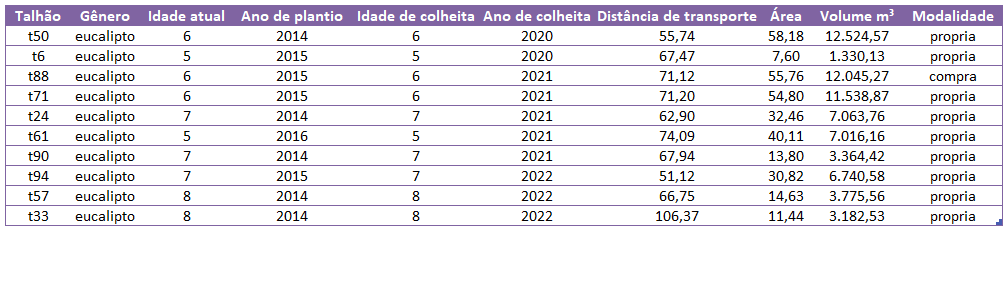 Talhão Gênero Idade atual Ano de plantio Idade de colheita Ano de colheita Distância de transporte Área Volume m³ Modalidade
t50 eucalipto 6 2014 6 2020 55,74 58,18 12.524,57 propria
t6 eucalipto 5 2015 5 2020 67,47 7,60 1.330,13 propria
t88 eucalipto 6 2015 6 2021 71,12 55,76 12.045,27 compra
t71 eucalipto 6 2015 6 2021 71,20 54,80 11.538,87 propria
t24 eucalipto 7 2014 7 2021 62,90 32,46 7.063,76 propria
t61 eucalipto 5 2016 5 2021 74,09 40,11 7.016,16 propria
t90 eucalipto 7 2014 7 2021 67,94 13,80 3.364,42 propria
t94 eucalipto 7 2015 7 2022 51,12 30,82 6.740,58 propria
t57 eucalipto 8 2014 8 2022 66,75 14,63 3.775,56 propria
t33 eucalipto 8 2014 8 2022 106,37 11,44 3.182,53 propria